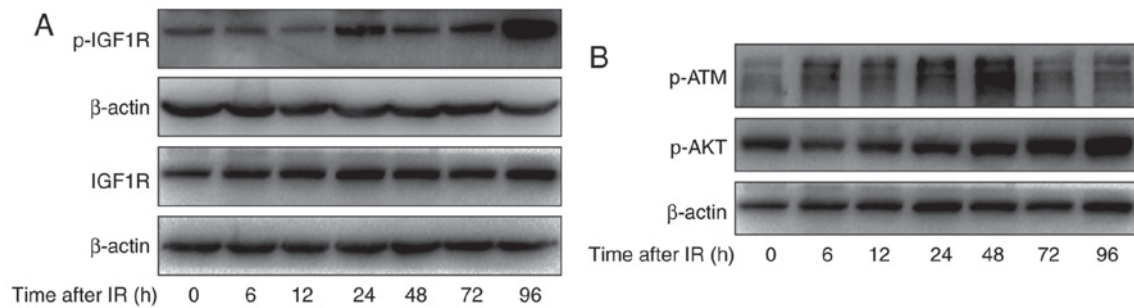 A
p-IGF1R
β-actin
IGF1R
β-actin
Time after IR (h) 0 6 12 24 48 72 96
B
p-ATM
p-AKT
β-actin
Time after IR (h) 0 6 12 24 48 72 96